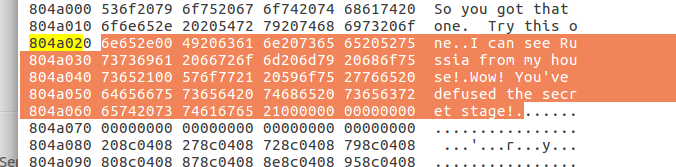 804a000 536f2079 6f752067 6f742074 68617420 So you got that
804a010 6f6e652e 20205472 79207468 6973206f one.  Try this o
804a020 6e652e00 49206361 6e207365 65205275 ne..I can see Ru
804a030 73736961 2066726f 6d206d79 20686f75 ssia from my hou
804a040 73652100 576f7721 20596f75 27766520 se!.Wow! You've
804a050 64656675 73656420 74686520 73656372 defused the secr
804a060 65742073 74616765 21000000 00000000 et stage!.......
804a070 00000000 00000000 00000000 00000000 ................
804a080 208c0408 278c0408 728c0408 798c0408  ...'...r...y...
804a090 808c0408 878c0408 8e8c0408 958c0408 ................